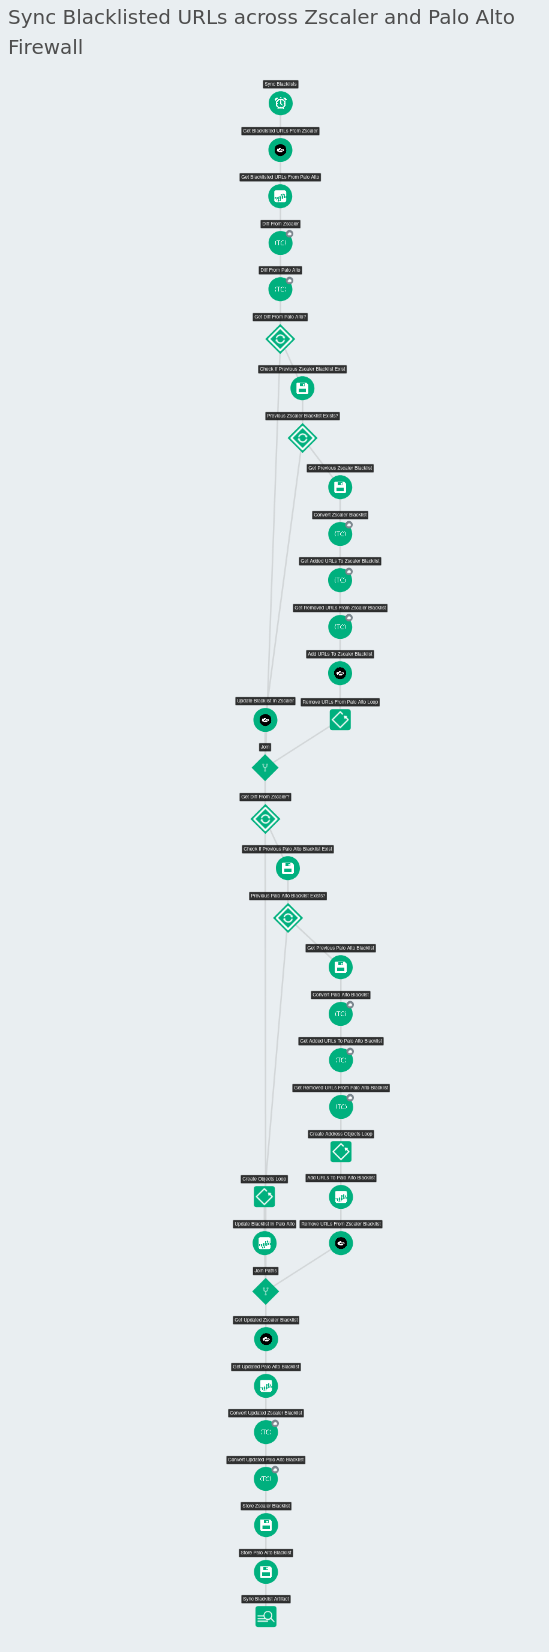 Sync Blacklisted URLs across Zscaler and Palo Alto
Firewall
Sync Blacklists
Get Blacklisted URLs From Zscaler
Get Blacklisted URLs From Palo Alto
Diff From Zscaler
Diff From Palo Alto
Get Diff From Palo Alto?
Check If Previous Zscaler Blacklist Exist
Previous Zscaler Blacklist Exists?
Get Previous Zscaler Blacklist
Convert Zscaler Blacklist
Get Added URLs To Zscaler Blacklist
Get Removed URLs From Zscaler Blacklist
Add URLs To Zscaler Blacklist
Update Blacklist In Zscaler
Remove URLs From Palo Alto Loop
Join
Get Diff From Zscaler?
Check If Previous Palo Alto Blacklist Exist
Previous Palo Alto Blacklist Exists?
Get Previous Palo Alto Blacklist
Convert Palo Alto Blacklist
Get Added URLs To Palo Alto Blacklist
Get Removed URLs From Palo Alto Blacklist
Create Address Objects Loop
Create Objects Loop
Add URLs To Palo Alto Blacklist
Update Blacklist In Palo Alto
Remove URLs From Zscaler Blacklist
Join Paths
Get Updated Zscaler Blacklist
Get Updated Palo Alto Blacklist
Convert Updated Zscaler Blacklist
Convert Updated Palo Alto Blacklist
Store Zscaler Blacklist
Store Palo Alto Blacklist
Sync Blacklist Artifact